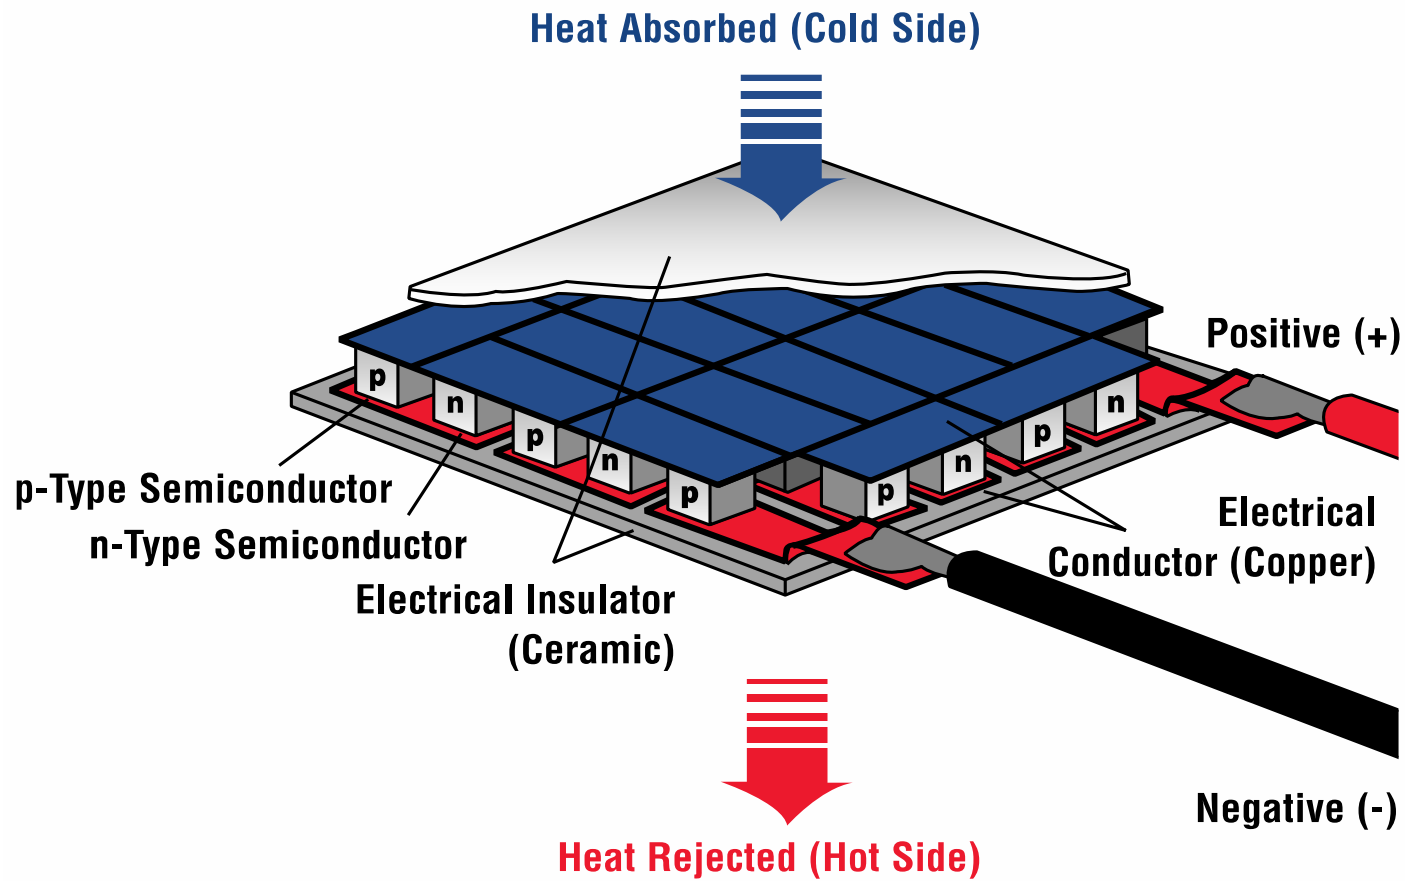 Heat Absorbed (Cold Side)
Positive (+)
p
n
p
n
p
n
p
n
p
p-Type Semiconductor
n-Type Semiconductor
Electrical Insulator
(Ceramic)
Electrical
Conductor (Copper)
Negative (-)
Heat Rejected (Hot Side)